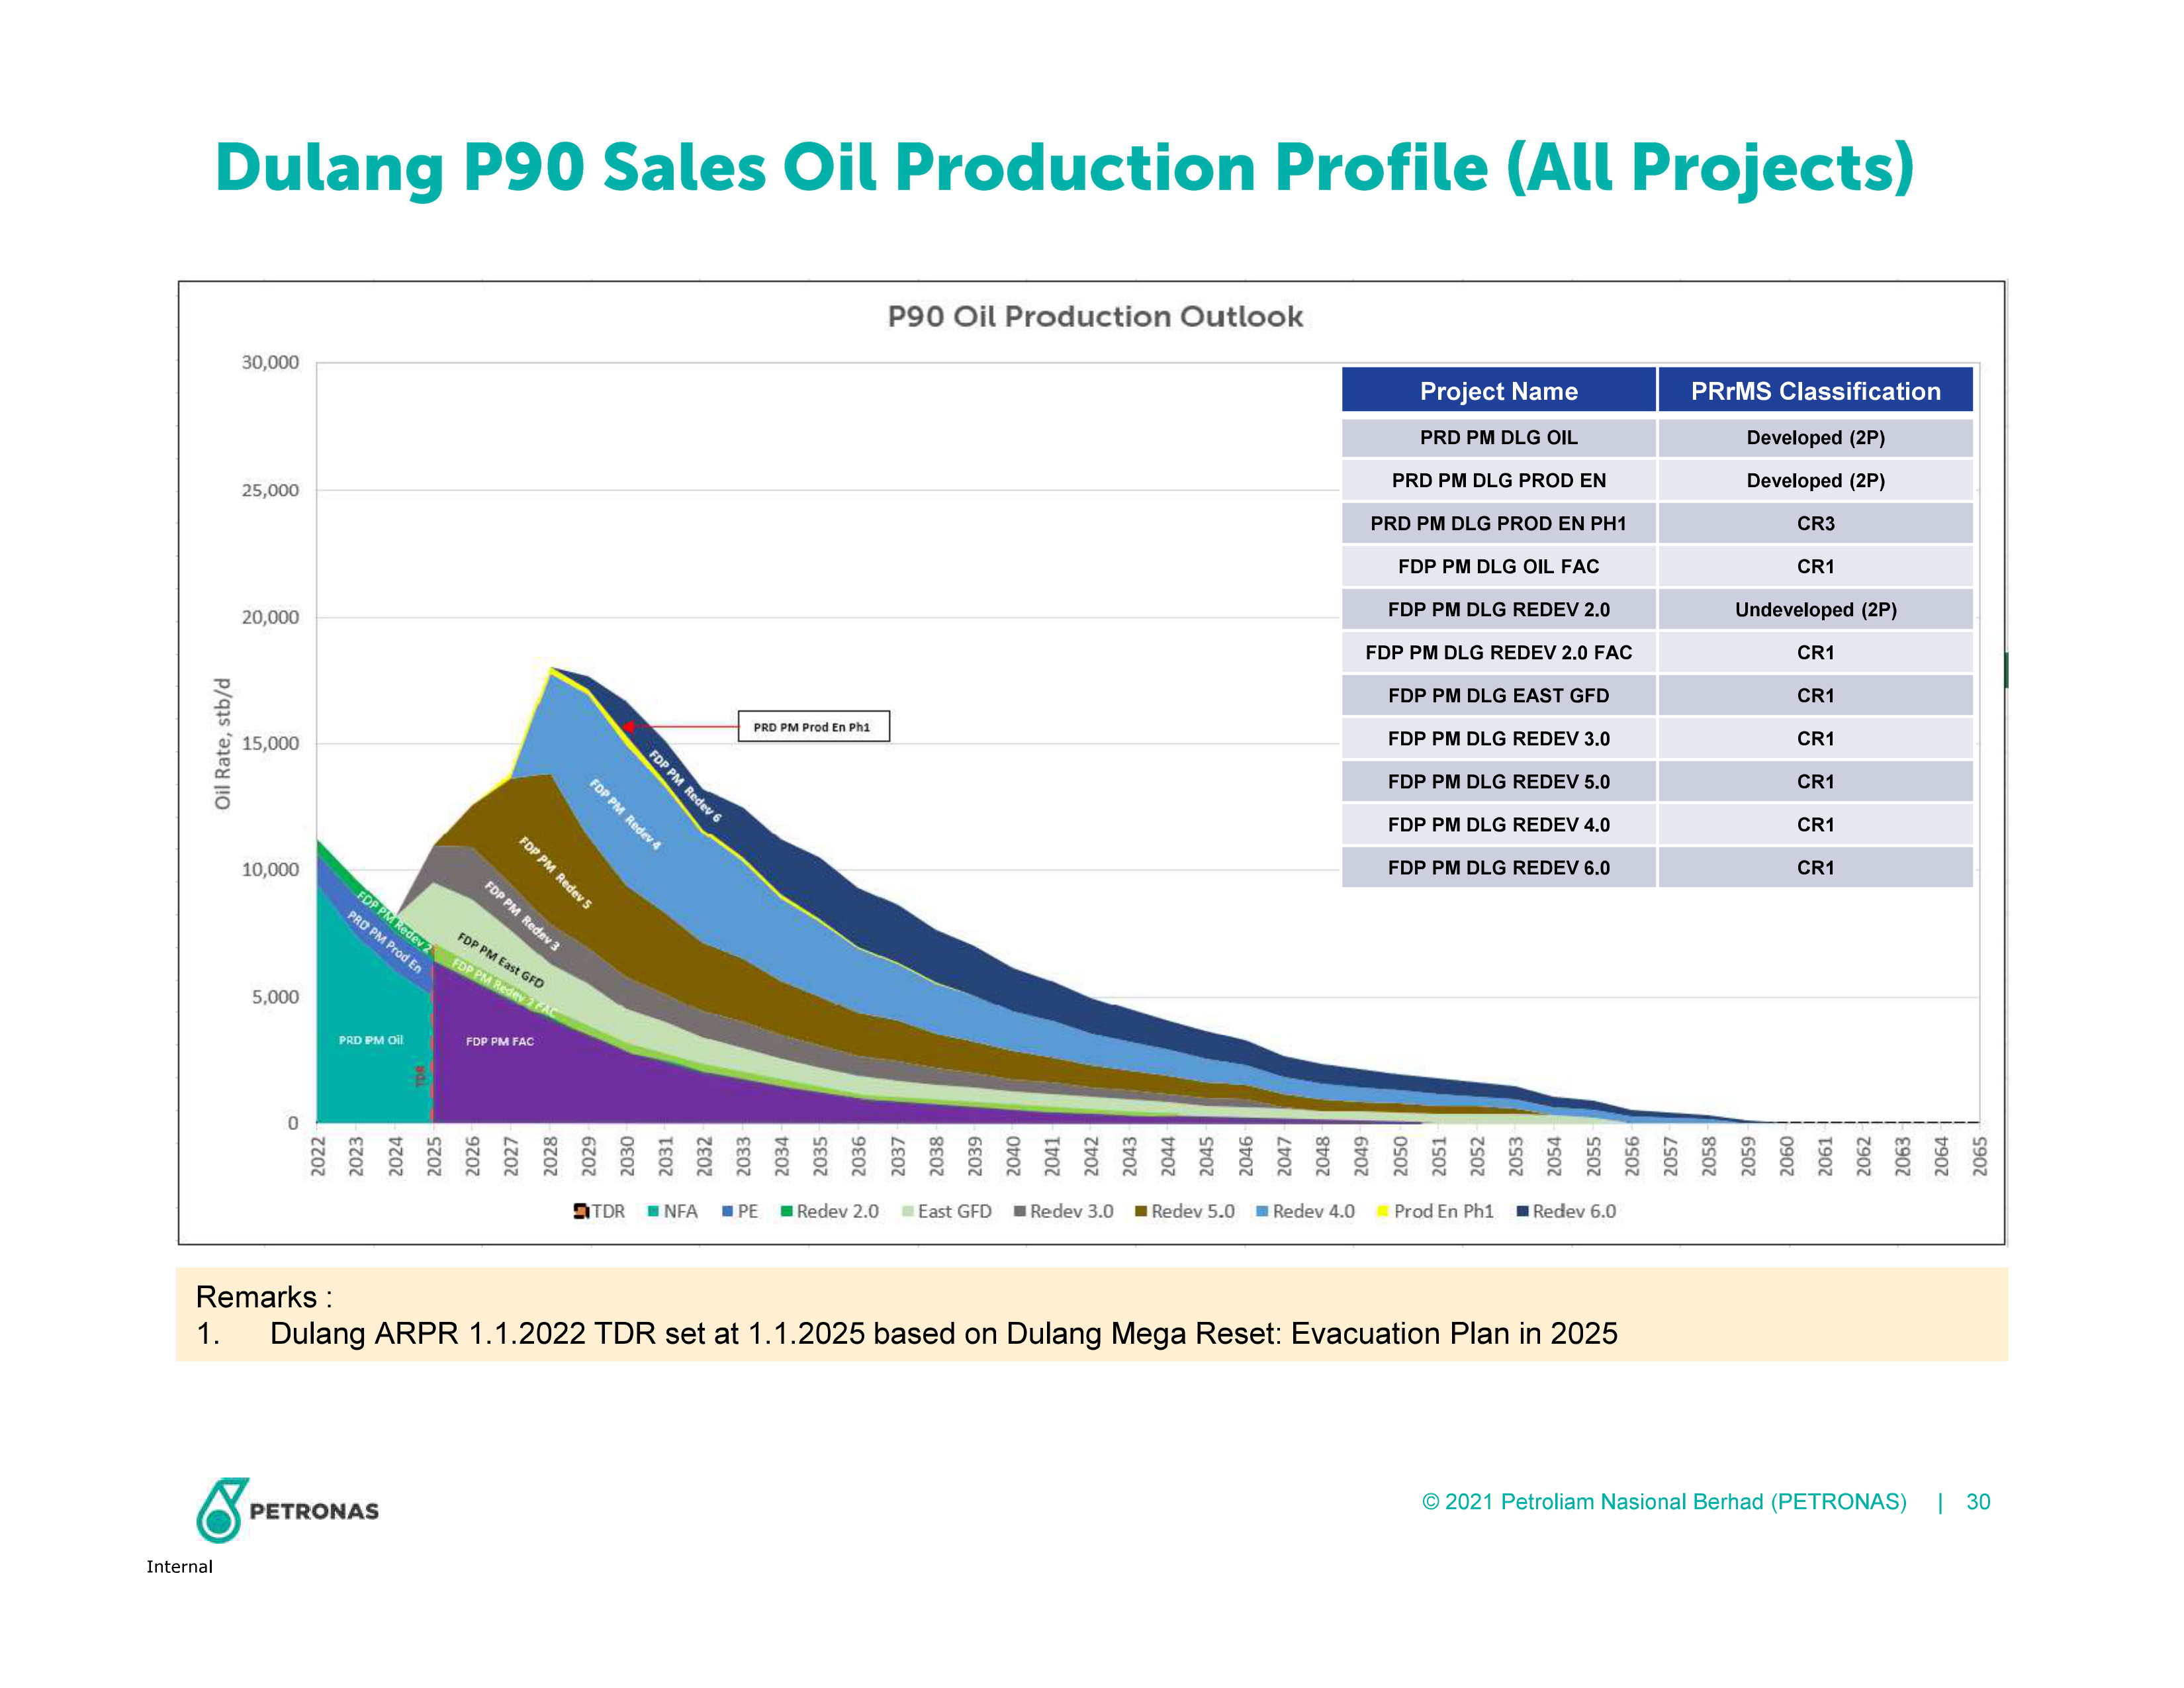 Dulang P90 Sales Oil Production Profile (All Projects)
P90 Oil Production Outlook
Oil Rate, stb/d
30,000
25,000
20,000
15,000
10,000
5,000
0
Project Name PRrMS Classification
PRD PM DLG OIL Developed (2P)
PRD PM DLG PROD EN Developed (2P)
PRD PM DLG PROD EN PH1 CR3
FDP PM DLG OIL FAC CR1
FDP PM DLG REDEV 2.0 Undeveloped (2P)
FDP PM DLG REDEV 2.0 FAC CR1
FDP PM DLG EAST GFD CR1
FDP PM DLG REDEV 3.0 CR1
FDP PM DLG REDEV 5.0 CR1
FDP PM DLG REDEV 4.0 CR1
FDP PM DLG REDEV 6.0 CR1
PRD PM Prod En Ph1
FDP PM Redev 6
FDP PM Redev 4
FDP PM Redev 5
FDP PM Redev 3
FDP PM Redev 2
PRD PM Prod En
FDP PM East GFD
FDP PM Redev 2 FAC
PRD PM Oil
TDR
FDP PM FAC
2022 2023 2024 2025 2026 2027 2028 2029 2030 2031 2032 2033 2034 2035 2036 2037 2038 2039 2040 2041 2042 2043 2044 2045 2046 2047 2048 2049 2050 2051 2052 2053 2054 2055 2056 2057 2058 2059 2060 2061 2062 2063 2064 2065
TDR NFA PE Redev 2.0 East GFD Redev 3.0 Redev 5.0 Redev 4.0 Prod En Ph1 Redev 6.0
Remarks :
1. Dulang ARPR 1.1.2022 TDR set at 1.1.2025 based on Dulang Mega Reset: Evacuation Plan in 2025
PETRONAS
© 2021 Petroliam Nasional Berhad (PETRONAS) | 30
Internal